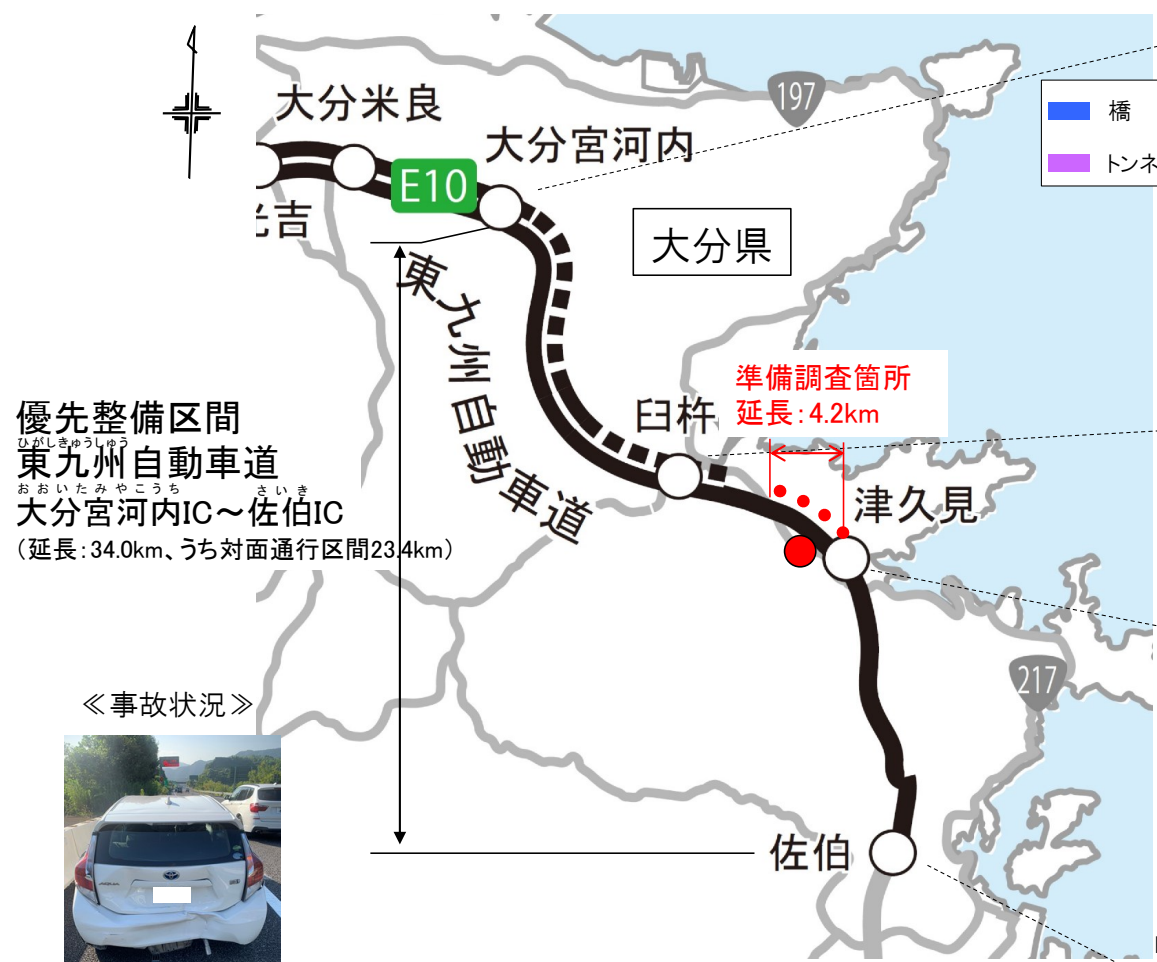 大分米良
大分宮河内
197
橋
トンネ
E10
吉
大分県
東九州自動車道
準備調査箇所
延長:4.2km
臼杵
優先整備区間
ひがしきゅうしゅう
東九州自動車道
おおいたみやこうち さいき
大分宮河内IC～佐伯IC
(延長:34.0km、うち対面通行区間23.4km)
津久見
217
≪事故状況≫
佐伯
AQUA